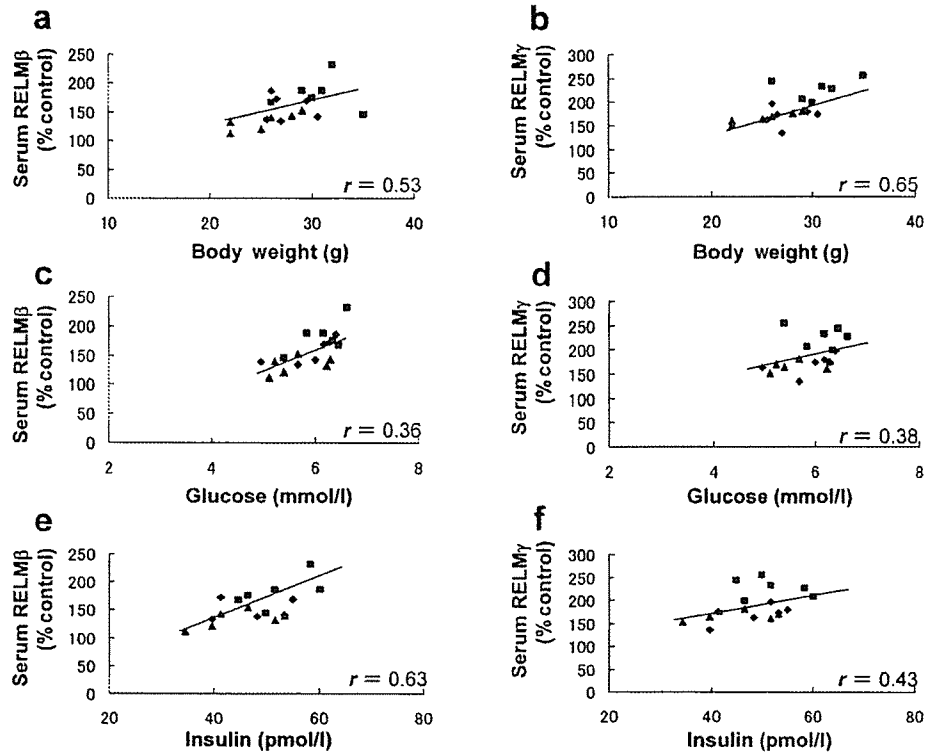 a
Serum RELMβ
(% control)
250
200
150
100
50
0
10
20
30
40
r = 0.53
Body weight (g)
b
Serum RELMγ
(% control)
300
250
200
150
100
50
0
10
20
30
40
r = 0.65
Body weight (g)
c
Serum RELMβ
(% control)
250
200
150
100
50
0
2
4
6
8
r = 0.36
Glucose (mmol/l)
d
Serum RELMγ
(% control)
300
250
200
150
100
50
0
2
4
6
8
r = 0.38
Glucose (mmol/l)
e
Serum RELMβ
(% control)
250
200
150
100
50
0
20
40
60
80
r = 0.63
Insulin (pmol/l)
f
Serum RELMγ
(% control)
300
250
200
150
100
50
0
20
40
60
80
r = 0.43
Insulin (pmol/l)